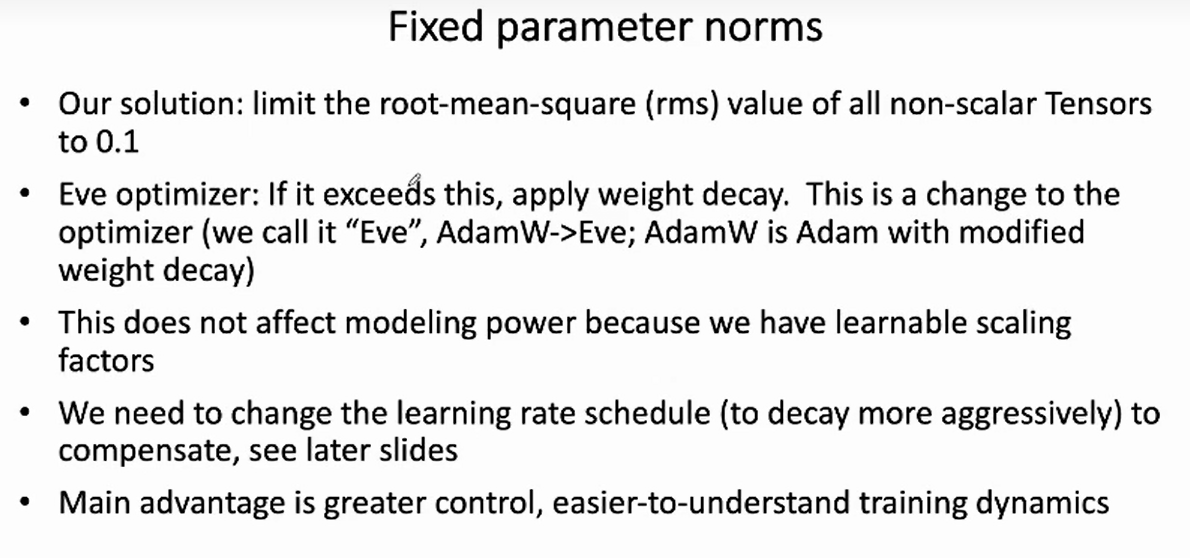 Fixed parameter norms
• Our solution: limit the root-mean-square (rms) value of all non-scalar Tensors
to 0.1
• Eve optimizer: If it exceeds this, apply weight decay.  This is a change to the
optimizer (we call it “Eve”, AdamW->Eve; AdamW is Adam with modified
weight decay)
• This does not affect modeling power because we have learnable scaling
factors
• We need to change the learning rate schedule (to decay more aggressively) to
compensate, see later slides
• Main advantage is greater control, easier-to-understand training dynamics